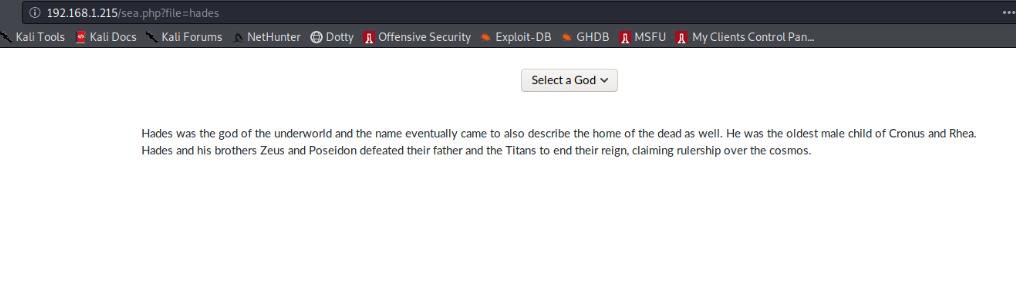 192.168.1.215/sea.php?file=hades
Kali Tools Kali Docs Kali Forums NetHunter Dotty Offensive Security Exploit-DB GHDB MSFU My Clients Control Pan...
Select a God
Hades was the god of the underworld and the name eventually came to also describe the home of the dead as well. He was the oldest male child of Cronus and Rhea.
Hades and his brothers Zeus and Poseidon defeated their father and the Titans to end their reign, claiming rulership over the cosmos.